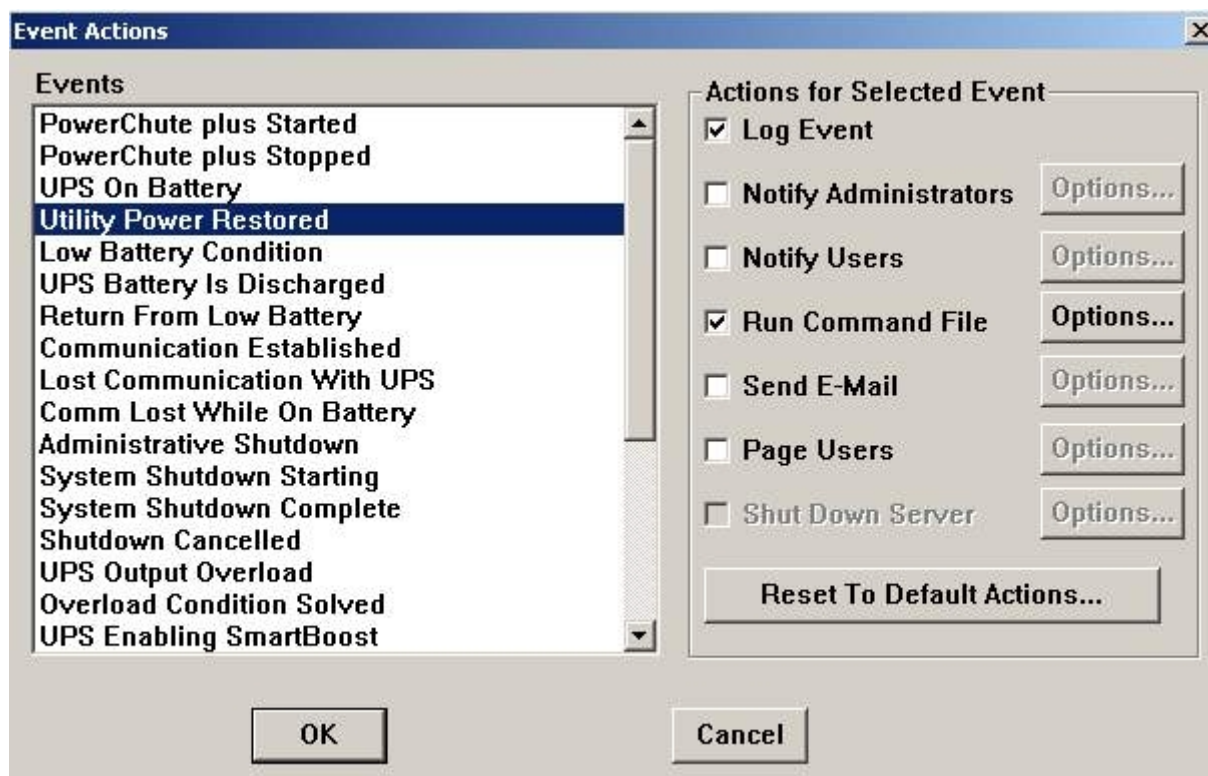 Event Actions
Events
PowerChute plus Started
PowerChute plus Stopped
UPS On Battery
Utility Power Restored
Low Battery Condition
UPS Battery Is Discharged
Return From Low Battery
Communication Established
Lost Communication With UPS
Comm Lost While On Battery
Administrative Shutdown
System Shutdown Starting
System Shutdown Complete
Shutdown Cancelled
UPS Output Overload
Overload Condition Solved
UPS Enabling SmartBoost
Actions for Selected Event
Log Event
Notify Administrators Options...
Notify Users Options...
Run Command File Options...
Send E-Mail Options...
Page Users Options...
Shut Down Server Options...
Reset To Default Actions...
OK Cancel